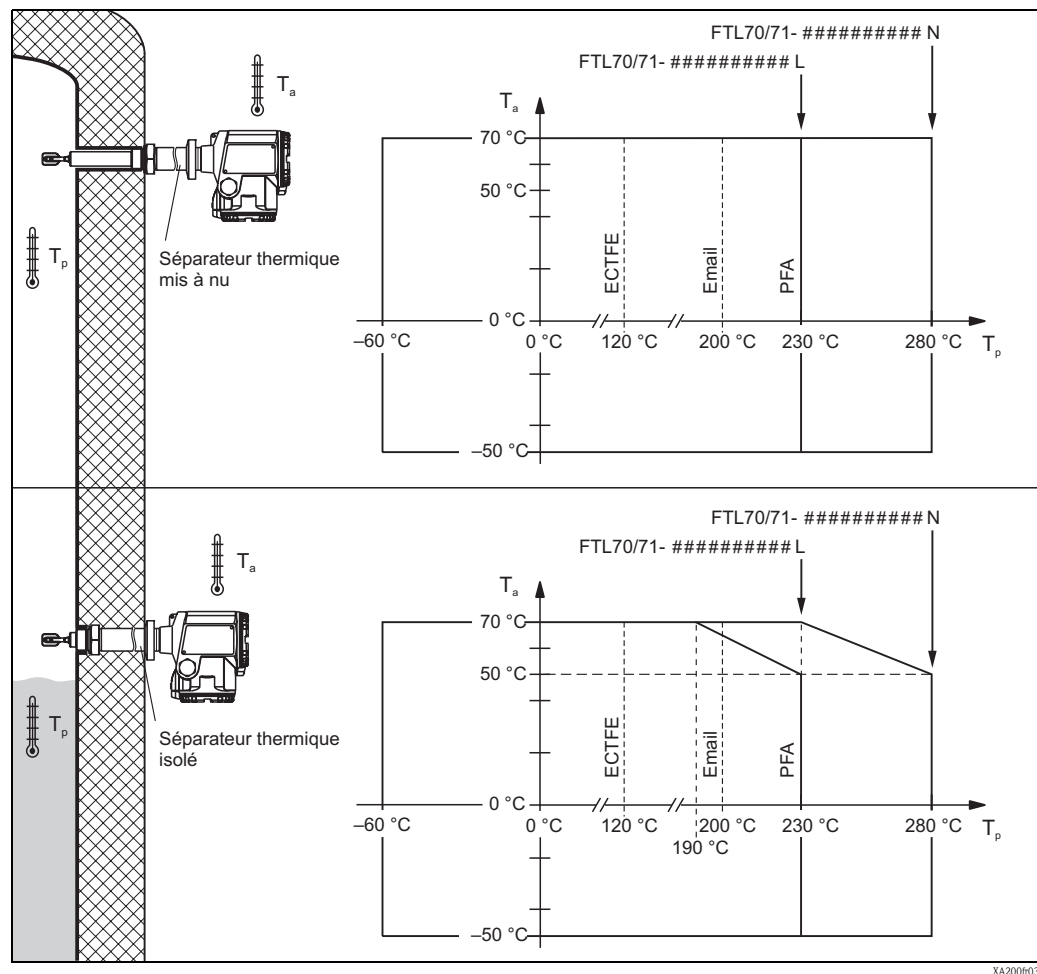 FTL70/71- ########## N
FTL70/71- ########## L
Ta
Ta
70 °C
50 °C
Tp
Séparateur thermique
mis à nu
ECTFE
Email
PFA
0 °C
–60 °C
0 °C
120 °C
200 °C
230 °C
280 °C
Tp
–50 °C
FTL70/71- ########## N
FTL70/71- ########## L
Ta
Ta
70 °C
50 °C
Tp
Séparateur thermique
isolé
ECTFE
Email
PFA
0 °C
–60 °C
0 °C
120 °C
200 °C
230 °C
280 °C
Tp
190 °C
–50 °C
XA200fr03